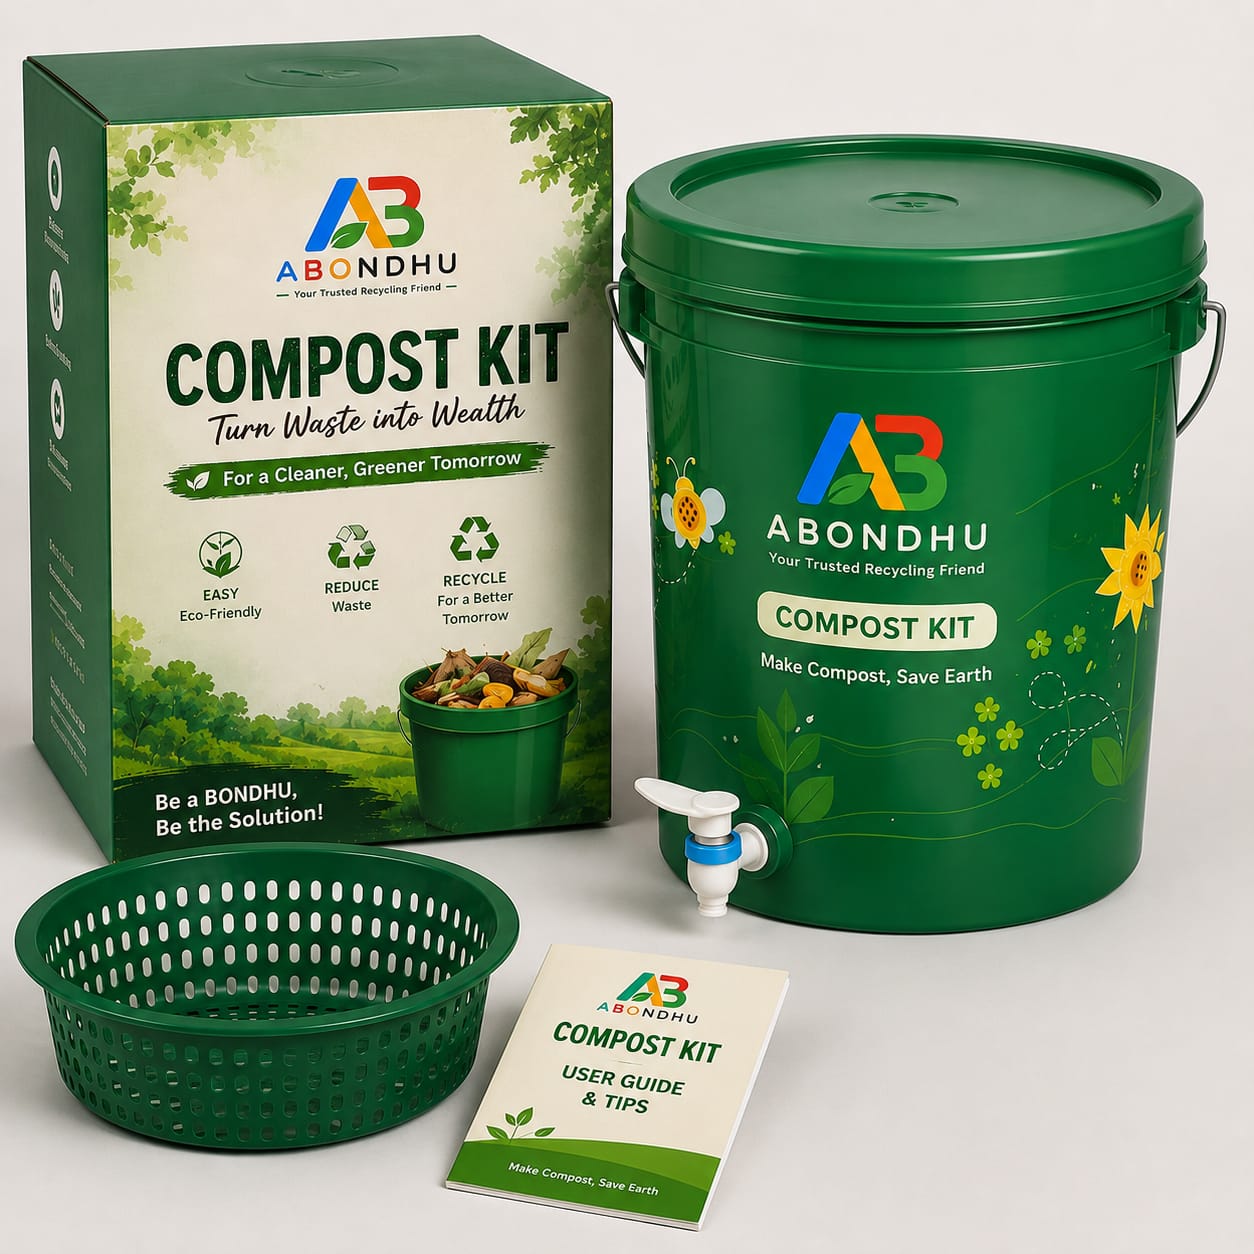 AB
ABONDHU
Your Trusted Recycling Friend
COMPOST KIT
Turn Waste into Wealth
For a Cleaner, Greener Tomorrow
EASY
Eco-Friendly
REDUCE
Waste
RECYCLE
For a Better
Tomorrow
Be a BONDHU,
Be the Solution!
AB
ABONDHU
Your Trusted Recycling Friend
COMPOST KIT
Make Compost, Save Earth
AB
ABONDHU
COMPOST KIT
USER GUIDE
& TIPS
Make Compost, Save Earth